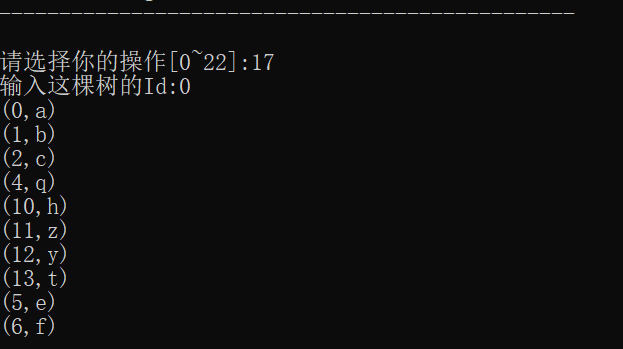 ------------------------------------------------
请选择你的操作[0~22]:17
输入这棵树的Id:0
(0,a)
(1,b)
(2,c)
(4,q)
(10,h)
(11,z)
(12,y)
(13,t)
(5,e)
(6,f)